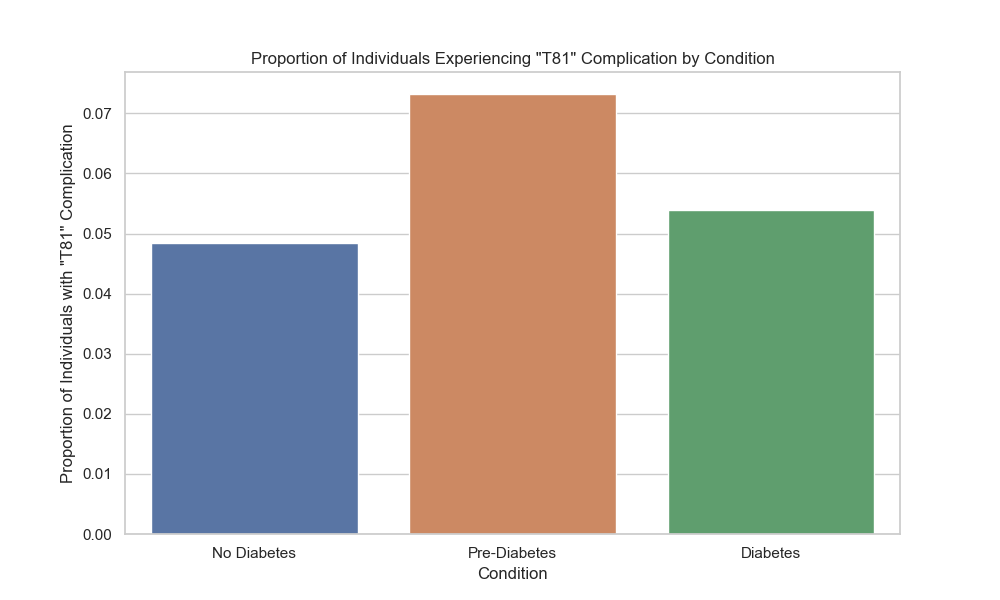 Proportion of Individuals Experiencing "T81" Complication by Condition
Proportion of Individuals with "T81" Complication
0.07
0.06
0.05
0.04
0.03
0.02
0.01
0.00
No Diabetes
Pre-Diabetes
Diabetes
Condition